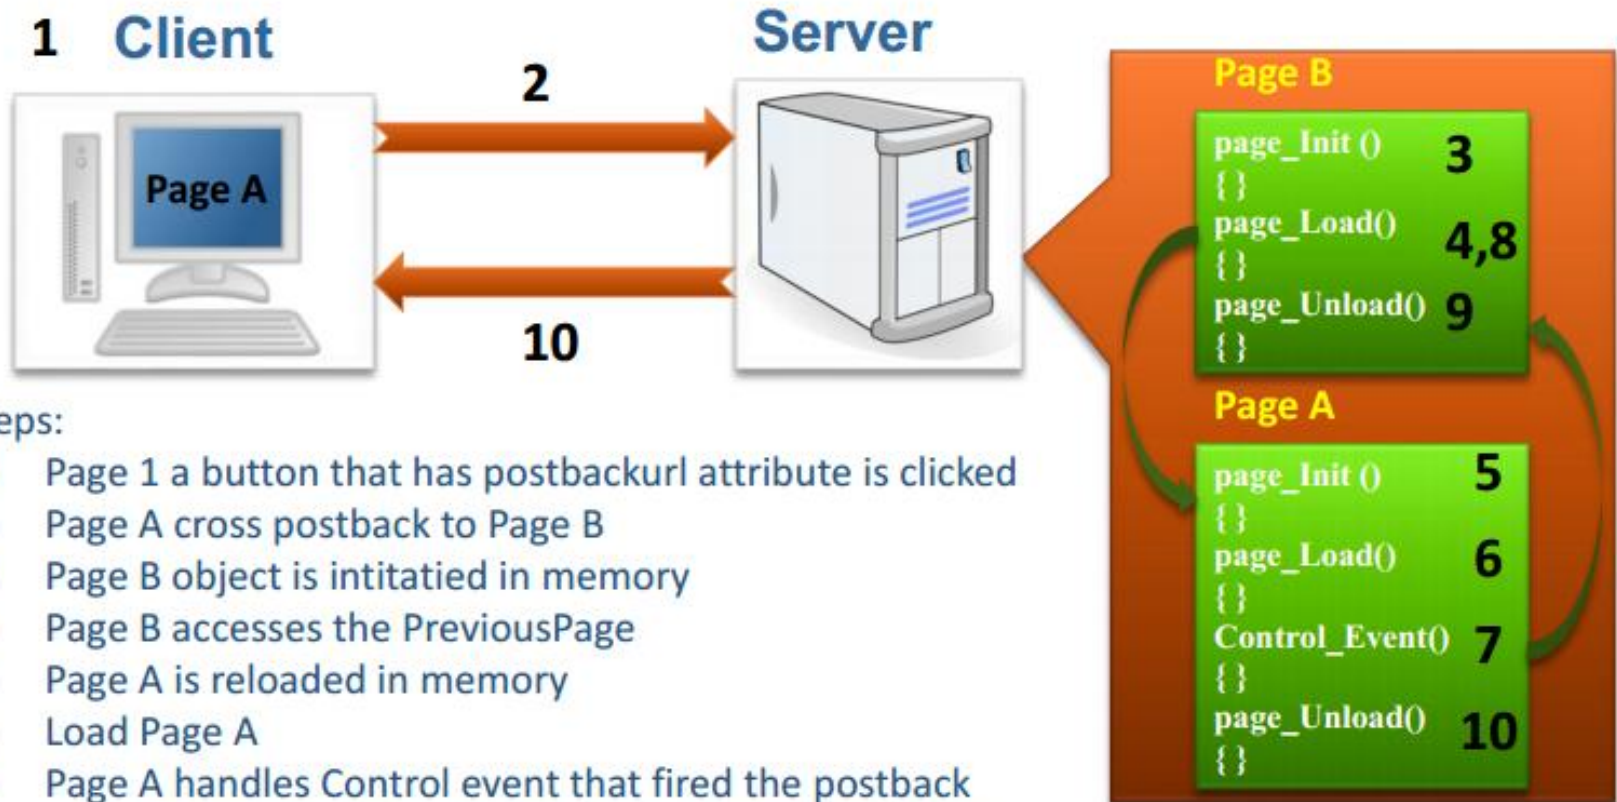 1 Client
Server
2
Page A
10
Page B
page_Init () 3
{ }
page_Load() 4,8
{ }
page_Unload() 9
{ }
Page A
page_Init () 5
{ }
page_Load() 6
{ }
Control_Event() 7
{ }
page_Unload() 10
{ }
eps:
Page 1 a button that has postbackurl attribute is clicked
Page A cross postback to Page B
Page B object is intitatied in memory
Page B accesses the PreviousPage
Page A is reloaded in memory
Load Page A
Page A handles Control event that fired the postback